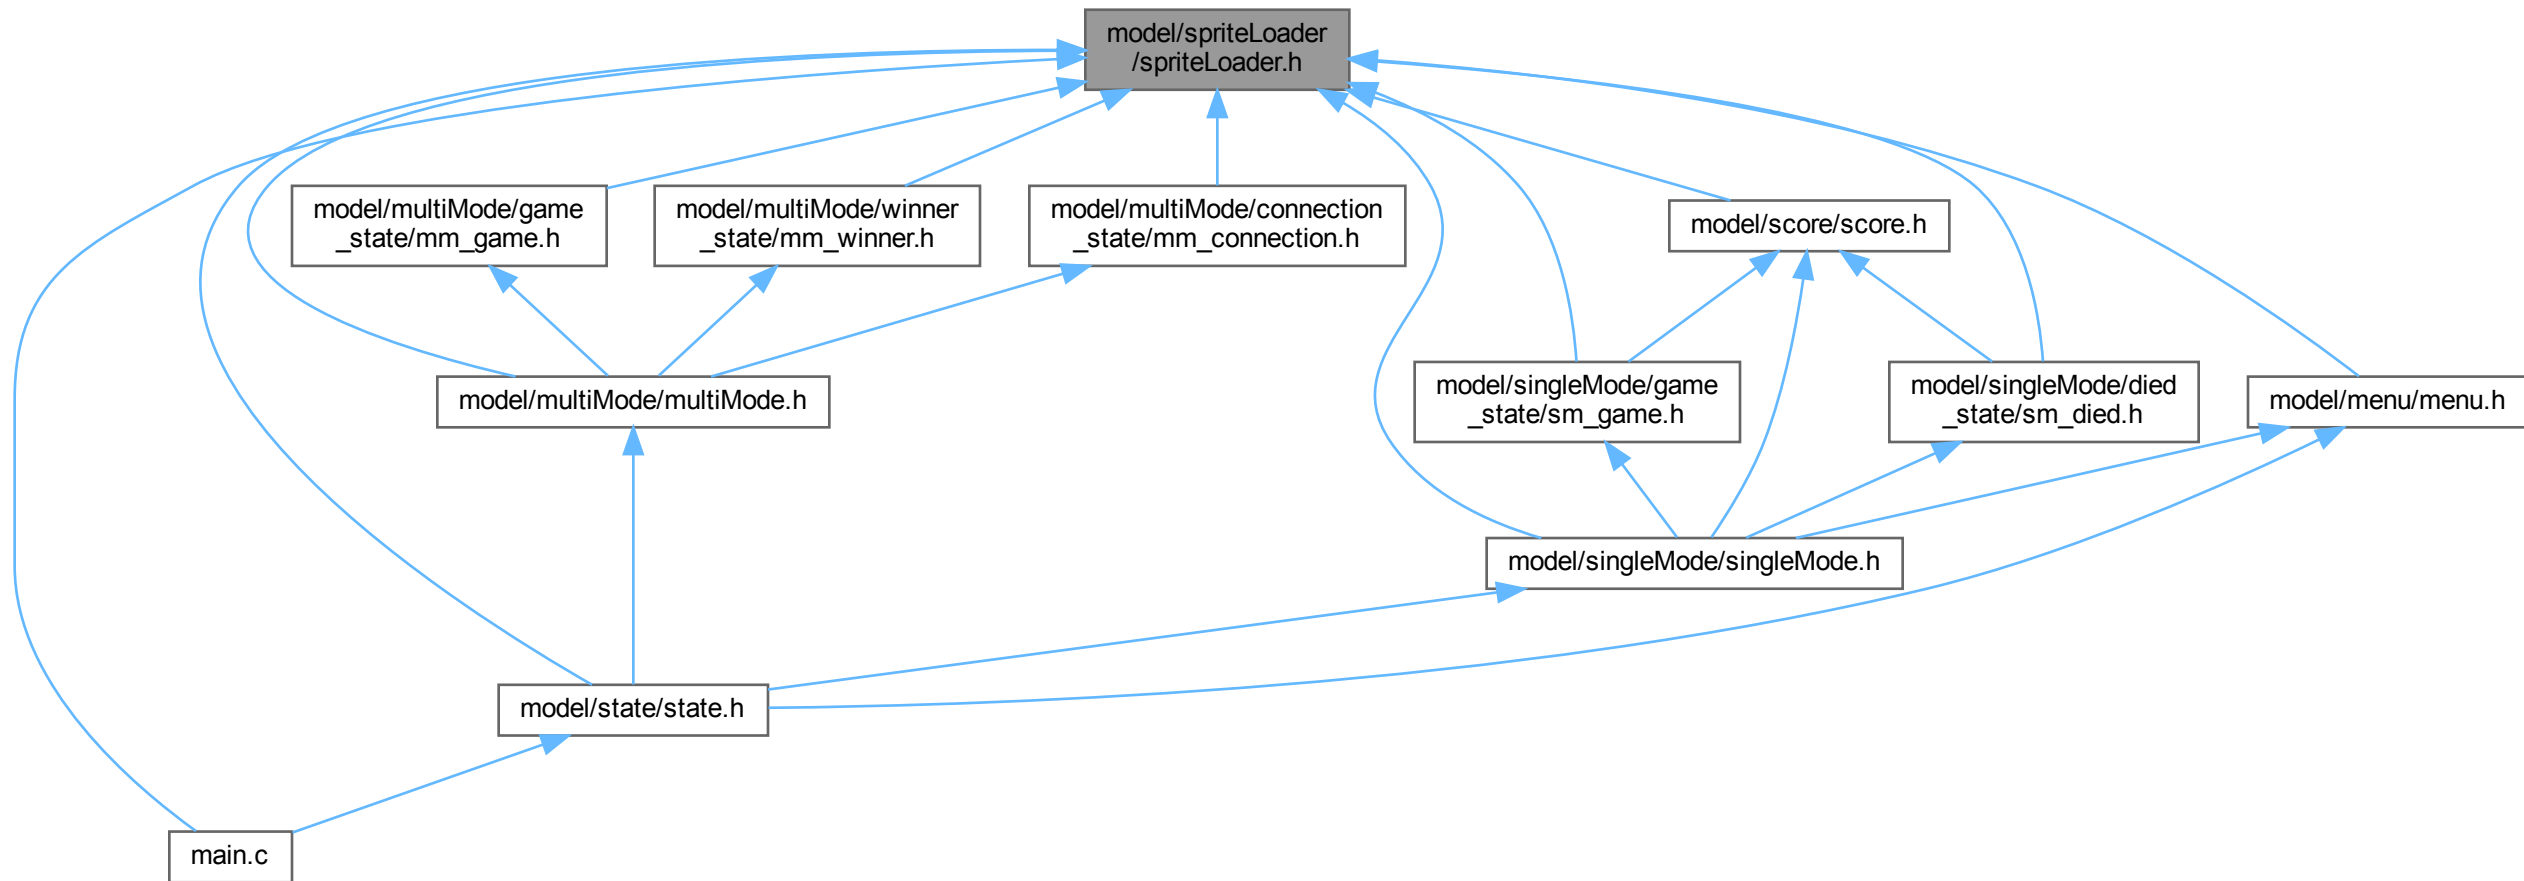 model/spriteLoader
/spriteLoader.h
model/multiMode/game
_state/mm_game.h
model/multiMode/winner
_state/mm_winner.h
model/multiMode/connection
_state/mm_connection.h
model/score/score.h
model/multiMode/multiMode.h
model/singleMode/game
_state/sm_game.h
model/singleMode/died
_state/sm_died.h
model/menu/menu.h
model/singleMode/singleMode.h
model/state/state.h
main.c